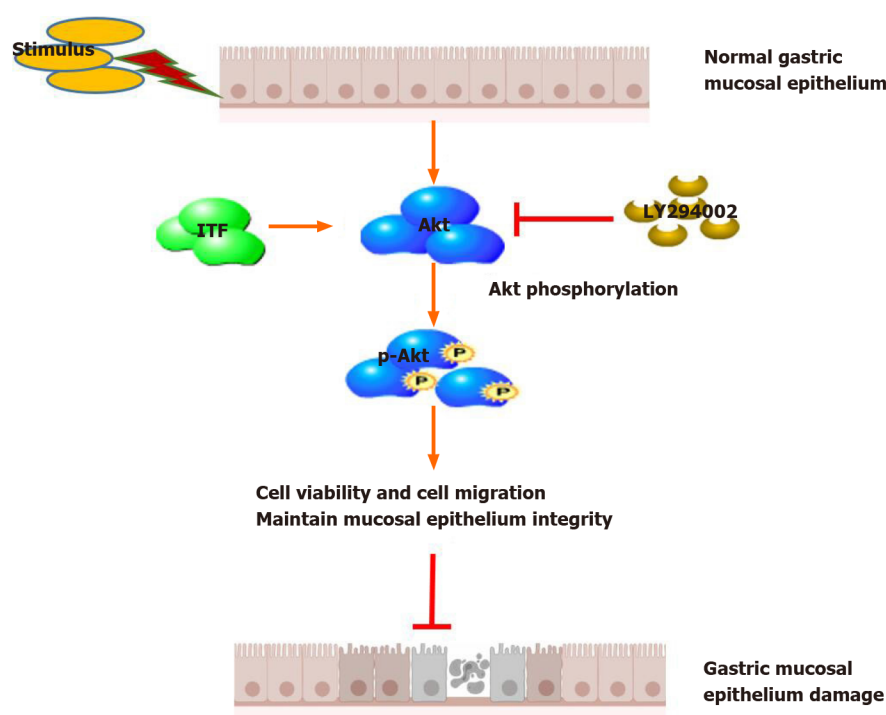 Stimulus
Normal gastric
mucosal epithelium
ITF
Akt
LY294002
Akt phosphorylation
p-Akt
P
P
P
Cell viability and cell migration
Maintain mucosal epithelium integrity
Gastric mucosal
epithelium damage